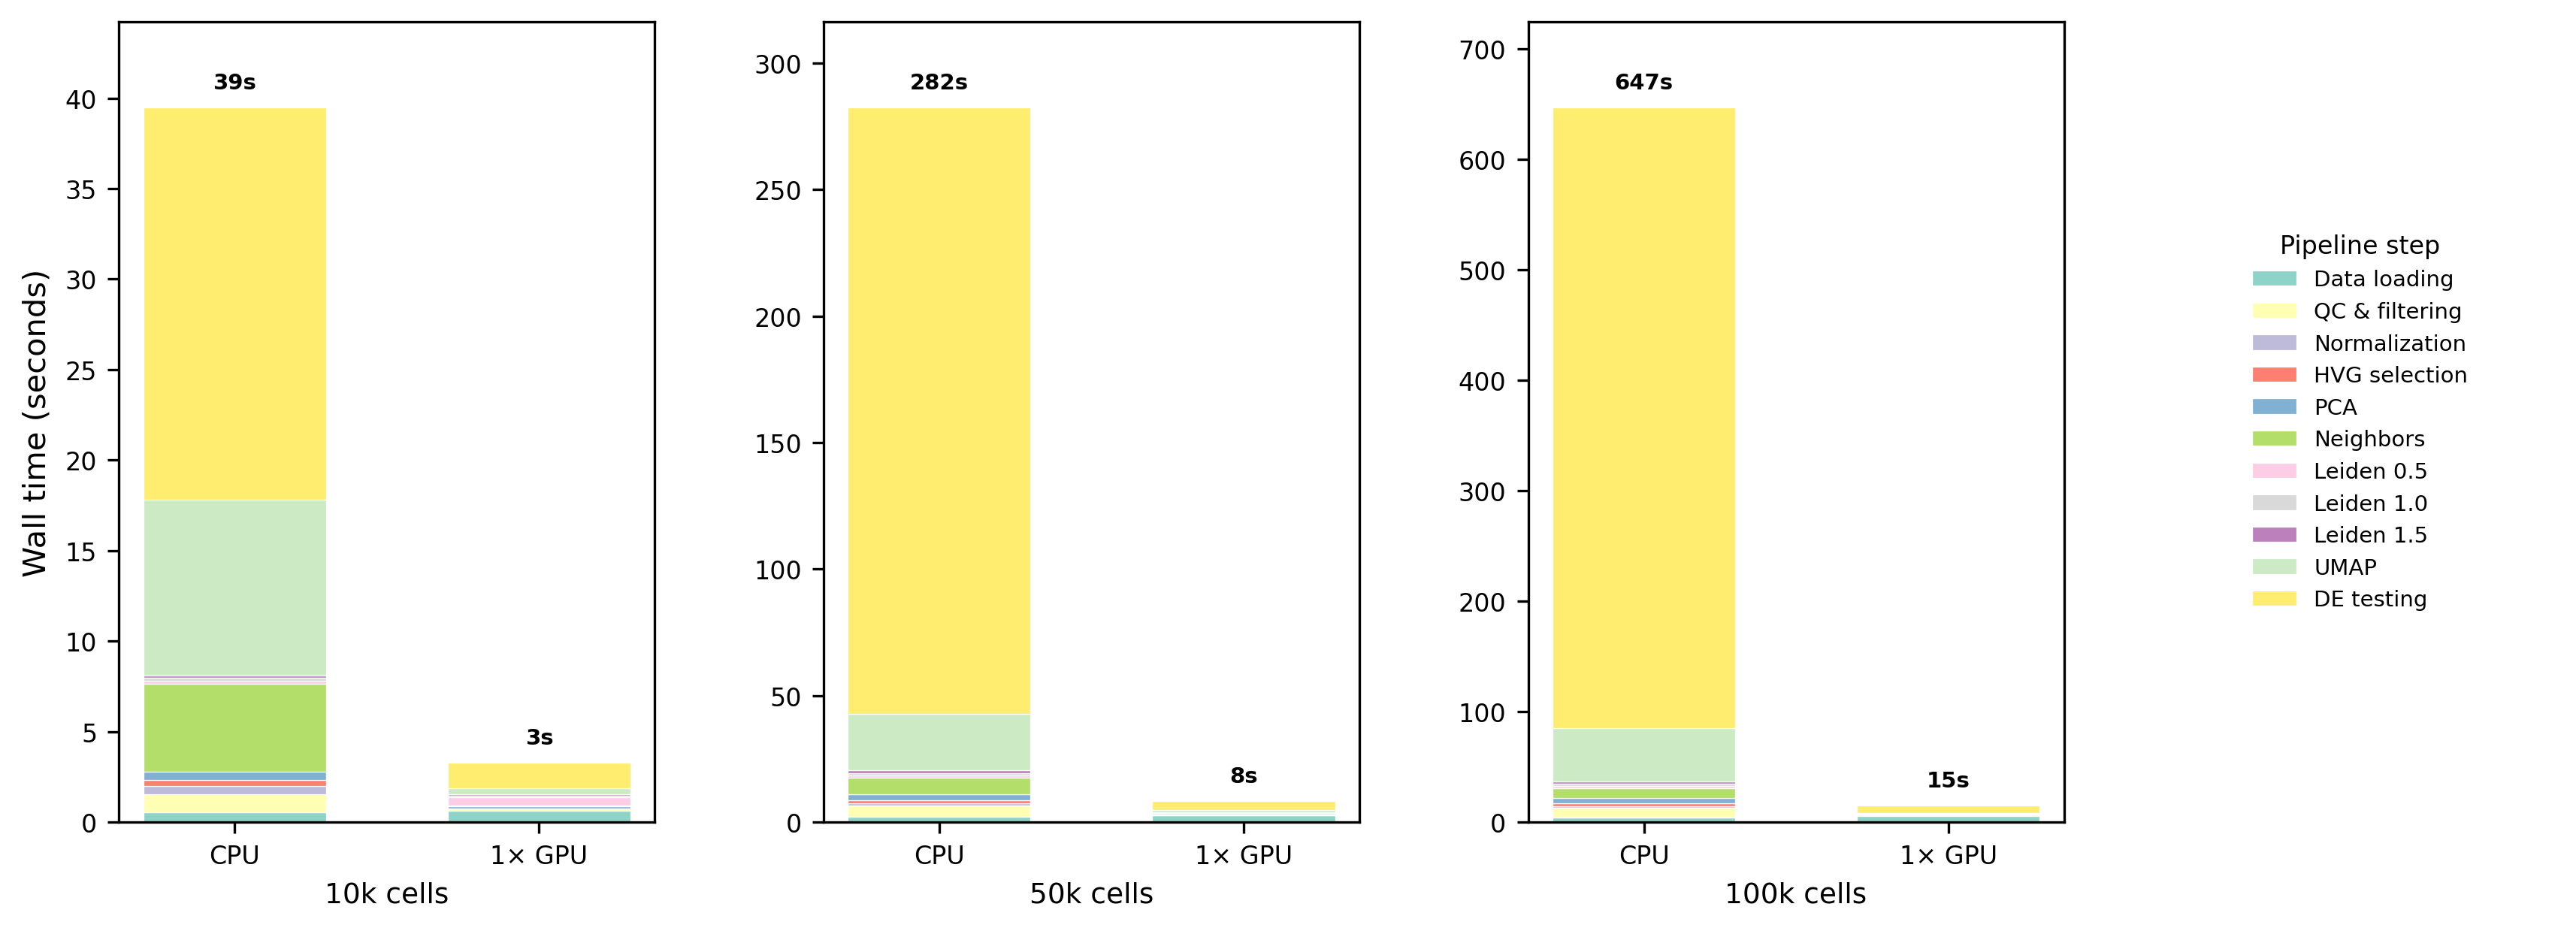 Wall time (seconds)
40
35
30
25
20
15
10
5
0
39s
3s
CPU
1× GPU
10k cells
300
250
200
150
100
50
0
282s
8s
CPU
1× GPU
50k cells
700
600
500
400
300
200
100
0
647s
15s
CPU
1× GPU
100k cells
Pipeline step
Data loading
QC & filtering
Normalization
HVG selection
PCA
Neighbors
Leiden 0.5
Leiden 1.0
Leiden 1.5
UMAP
DE testing